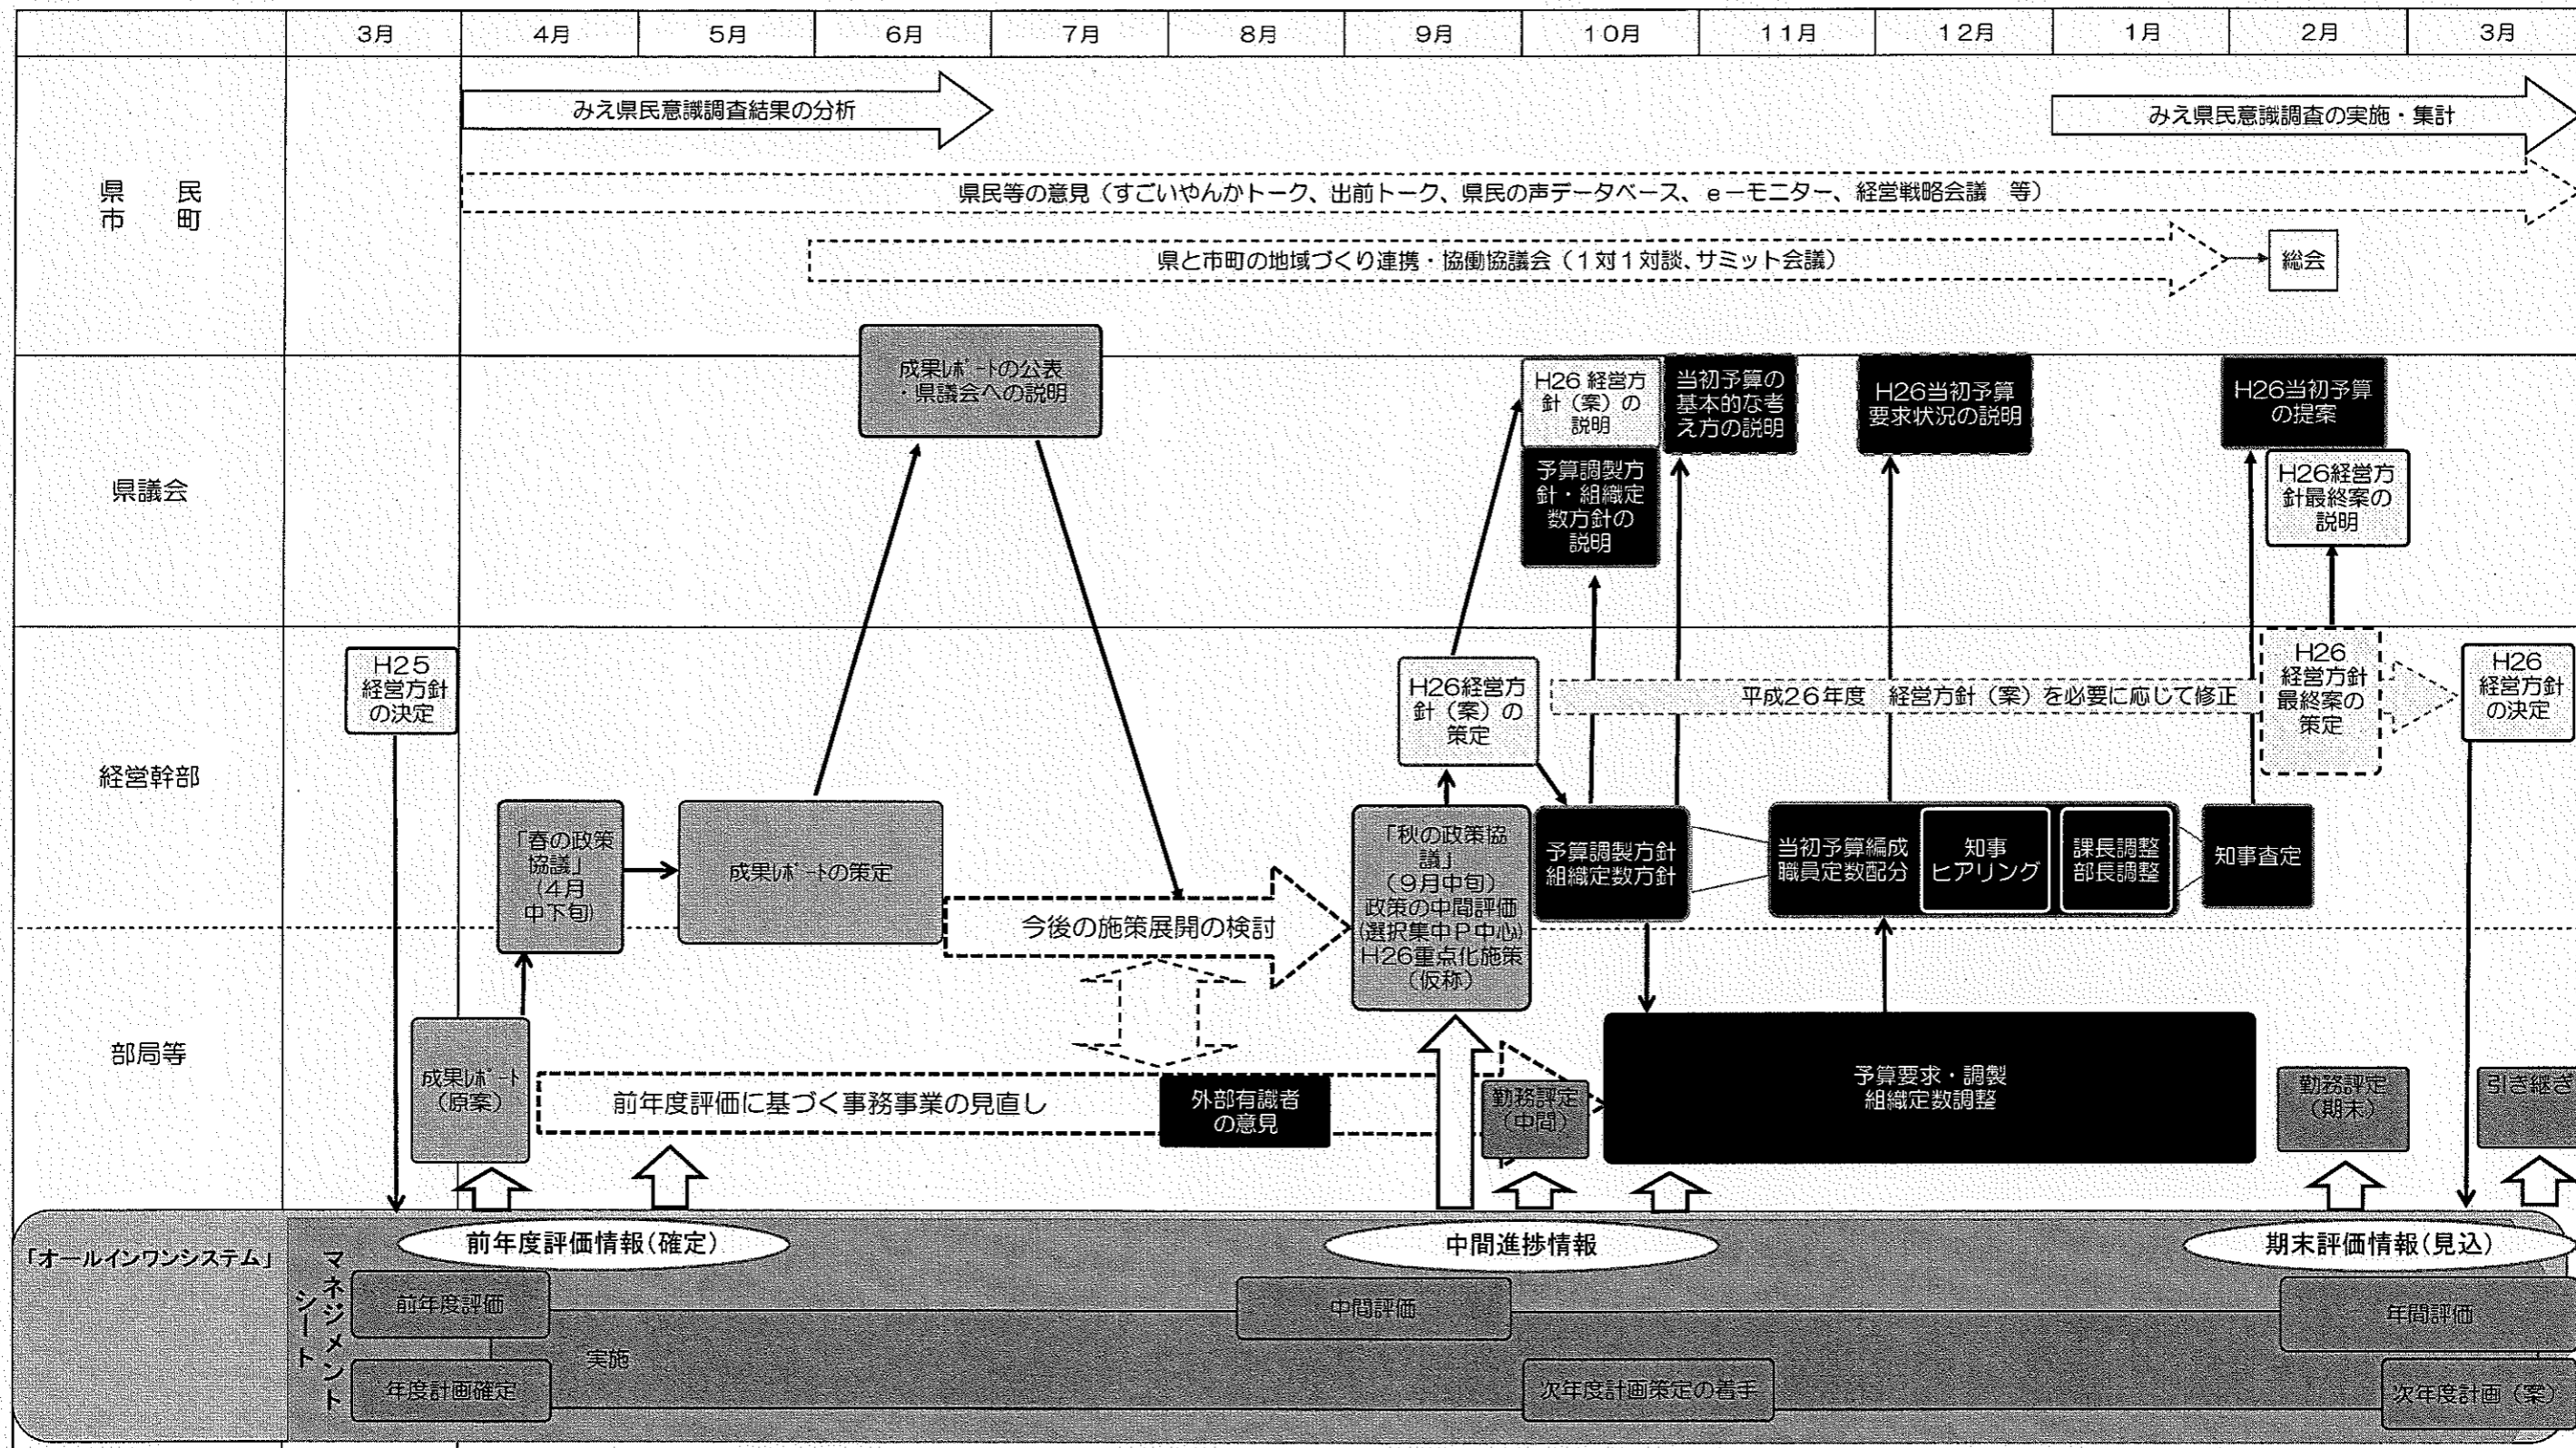 3月 4月 5月 6月 7月 8月 9月 10月 11月 12月 1月 2月 3月
県　民
市　町
みえ県民意識調査結果の分析
みえ県民意識調査の実施・集計
県民等の意見（すごいやんかトーク、出前トーク、県民の声データベース、e－モニター、経営戦略会議　等）
県と市町の地域づくり連携・協働協議会（１対１対談、サミット会議）
総会
県議会
成果ﾚﾎﾟｰﾄの公表
・県議会への説明
H26 経営方
針（案）の
説明
予算調製方
針・組織定
数方針の
説明
当初予算の
基本的な考
え方の説明
H26当初予算
要求状況の説明
H26当初予算
の提案
H26経営方
針最終案の
説明
経営幹部
H25
経営方針
の決定
「春の政策
協議」
（4月
中下旬）
成果ﾚﾎﾟｰﾄの策定
今後の施策展開の検討
H26経営方
針（案）の
策定
「秋の政策協
議」
（9月中旬）
政策の中間評価
(選択集中Ｐ中心)
H26重点化施策
（仮称）
平成26年度　経営方針（案）を必要に応じて修正
予算調製方針
組織定数方針
当初予算編成
職員定数配分
知事
ヒアリング
課長調整
部長調整
知事査定
H26
経営方針
最終案の
策定
H26
経営方針
の決定
部局等
成果ﾚﾎﾟｰﾄ
（原案）
前年度評価に基づく事務事業の見直し
外部有識者
の意見
勤務評定
（中間）
予算要求・調製
組織定数調整
勤務評定
（期末）
引き継ぎ
「オールインワンシステム」
マネジメント
シート
前年度評価情報(確定)
中間進捗情報
期末評価情報(見込)
前年度評価
中間評価
年間評価
実施
年度計画確定
次年度計画策定の着手
次年度計画（案）